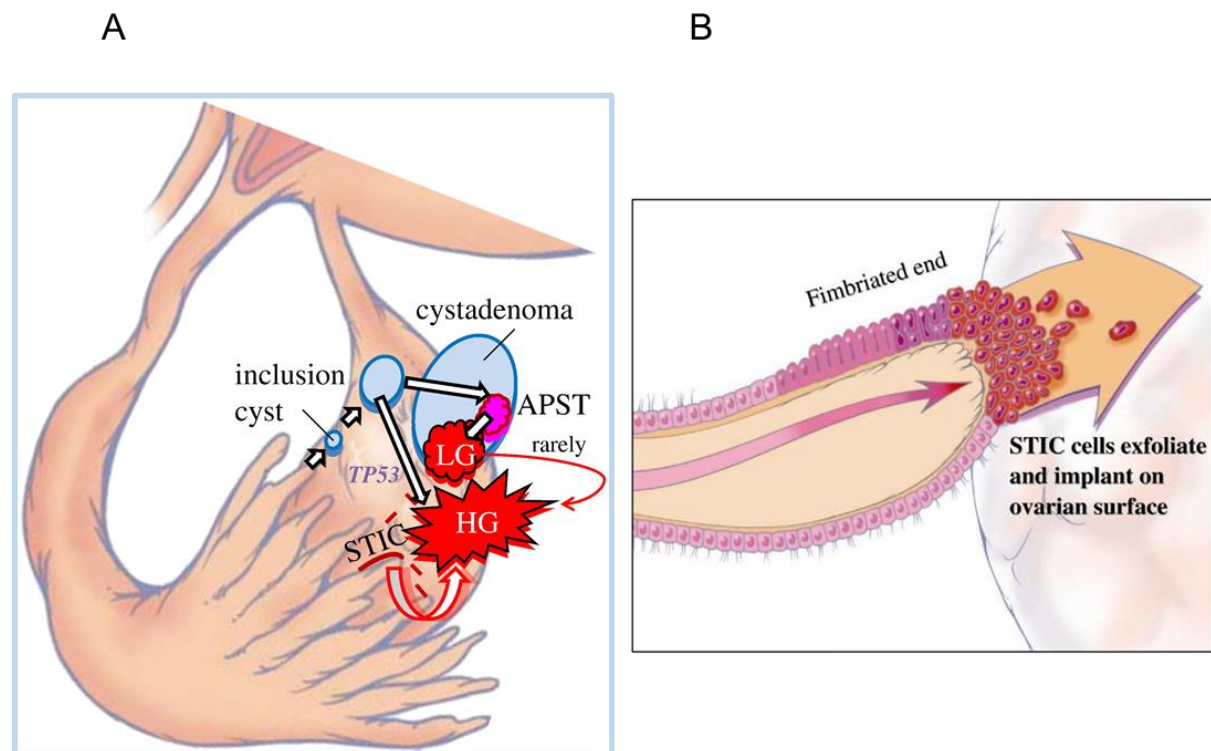 A
B
cystadenoma
inclusion
cyst
APST
rarely
LG
TP53
HG
STIC
Fimbriated end
STIC cells exfoliate
and implant on
ovarian surface